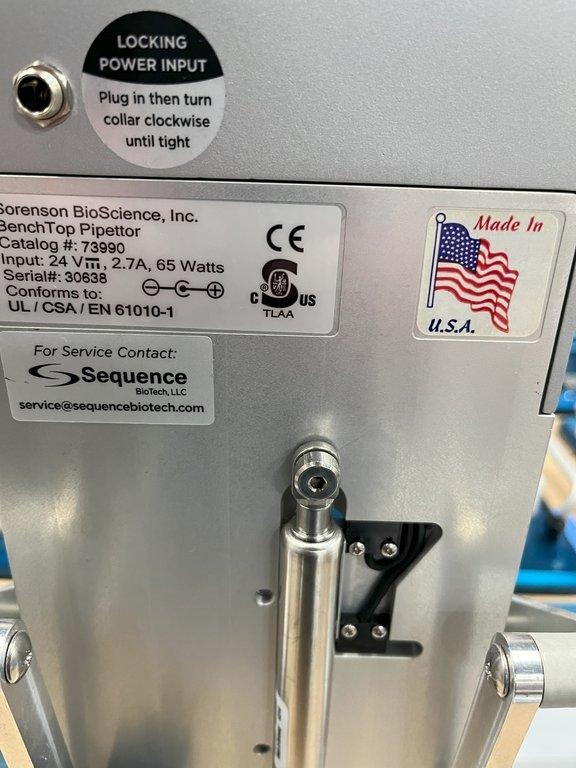 LOCKING
POWER INPUT
Plug in then turn
collar clockwise
until tight
Sorenson BioScience, Inc.
BenchTop Pipettor
Catalog #: 73990
Input: 24 V⎓, 2.7A, 65 Watts
Serial#: 30638
Conforms to:
UL / CSA / EN 61010-1
CE
C US
TLAA
Made In
U.S.A.
For Service Contact:
Sequence
BioTech, LLC
service@sequencebiotech.com